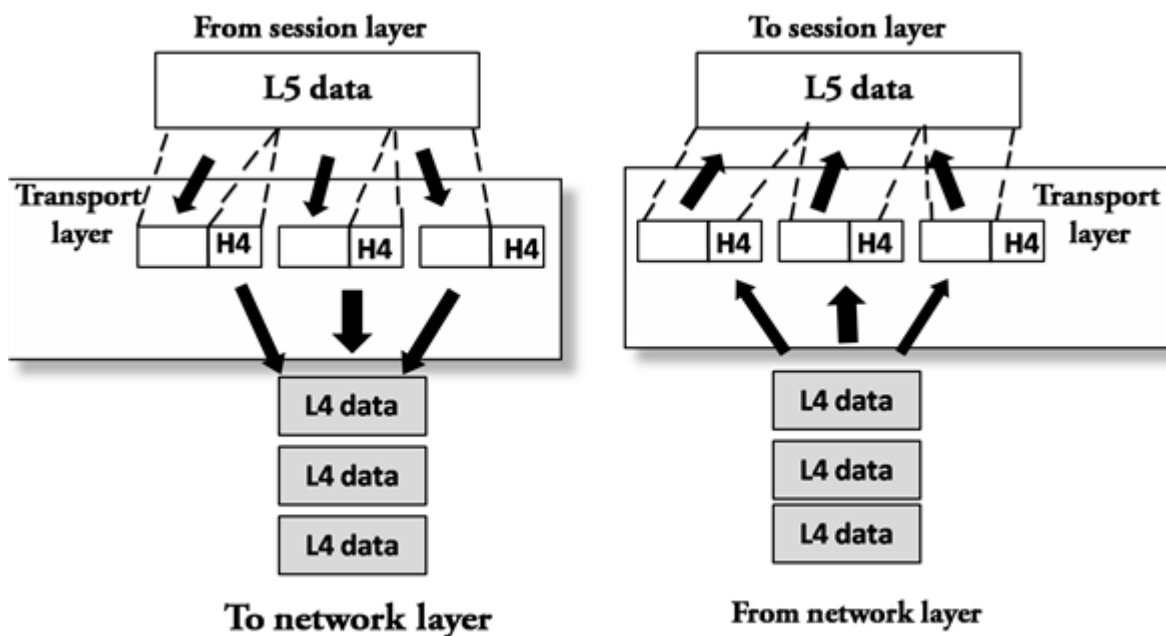 From session layer
L5 data
Transport
layer
H4
H4
H4
L4 data
L4 data
L4 data
To network layer
To session layer
L5 data
Transport
layer
H4
H4
H4
L4 data
L4 data
L4 data
From network layer